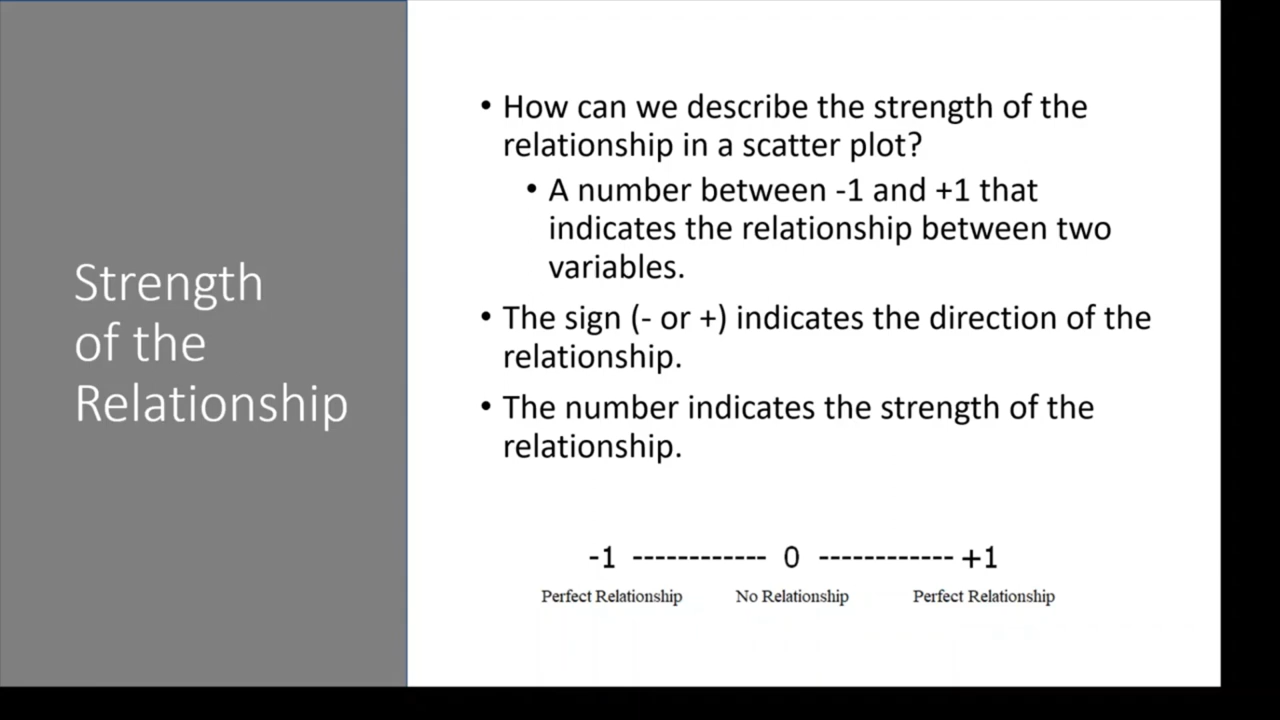 Strength
of the
Relationship
• How can we describe the strength of the
relationship in a scatter plot?
• A number between -1 and +1 that
indicates the relationship between two
variables.
• The sign (- or +) indicates the direction of the
relationship.
• The number indicates the strength of the
relationship.
-1 ------------ 0 ------------ +1
Perfect Relationship No Relationship Perfect Relationship